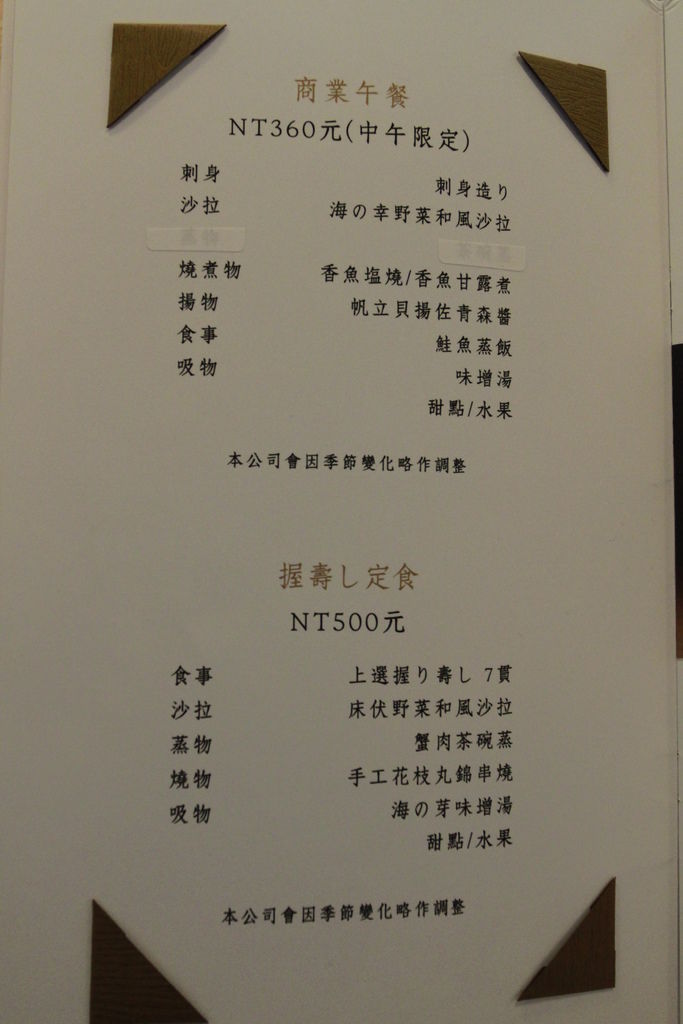 商業午餐
NT360元(中午限定)
刺身 刺身造り
沙拉 海の幸野菜和風沙拉
蒸物 茶碗蒸
燒煮物 香魚塩燒/香魚甘露煮
揚物 帆立貝揚佐青森醬
食事 鮭魚蒸飯
吸物 味增湯
甜點/水果
本公司會因季節變化略作調整
握壽し定食
NT500元
食事 上選握り壽し 7貫
沙拉 床伏野菜和風沙拉
蒸物 蟹肉茶碗蒸
燒物 手工花枝丸錦串燒
吸物 海の芽味增湯
甜點/水果
本公司會因季節變化略作調整